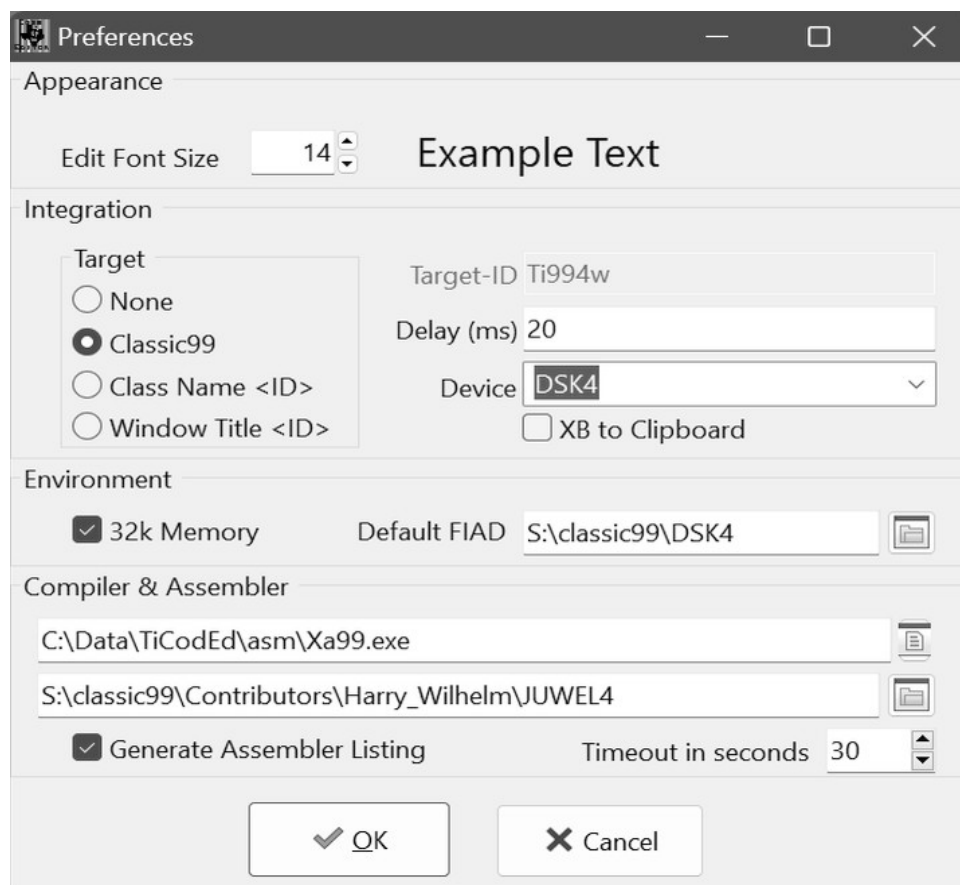 Preferences
Appearance
Edit Font Size 14 Example Text
Integration
Target
None
Classic99
Class Name <ID>
Window Title <ID>
Target-ID Ti994w
Delay (ms) 20
Device DSK4
XB to Clipboard
Environment
32k Memory Default FIAD S:\classic99\DSK4
Compiler & Assembler
C:\Data\TiCodEd\asm\Xa99.exe
S:\classic99\Contributors\Harry_Wilhelm\JUWEL4
Generate Assembler Listing Timeout in seconds 30
OK Cancel